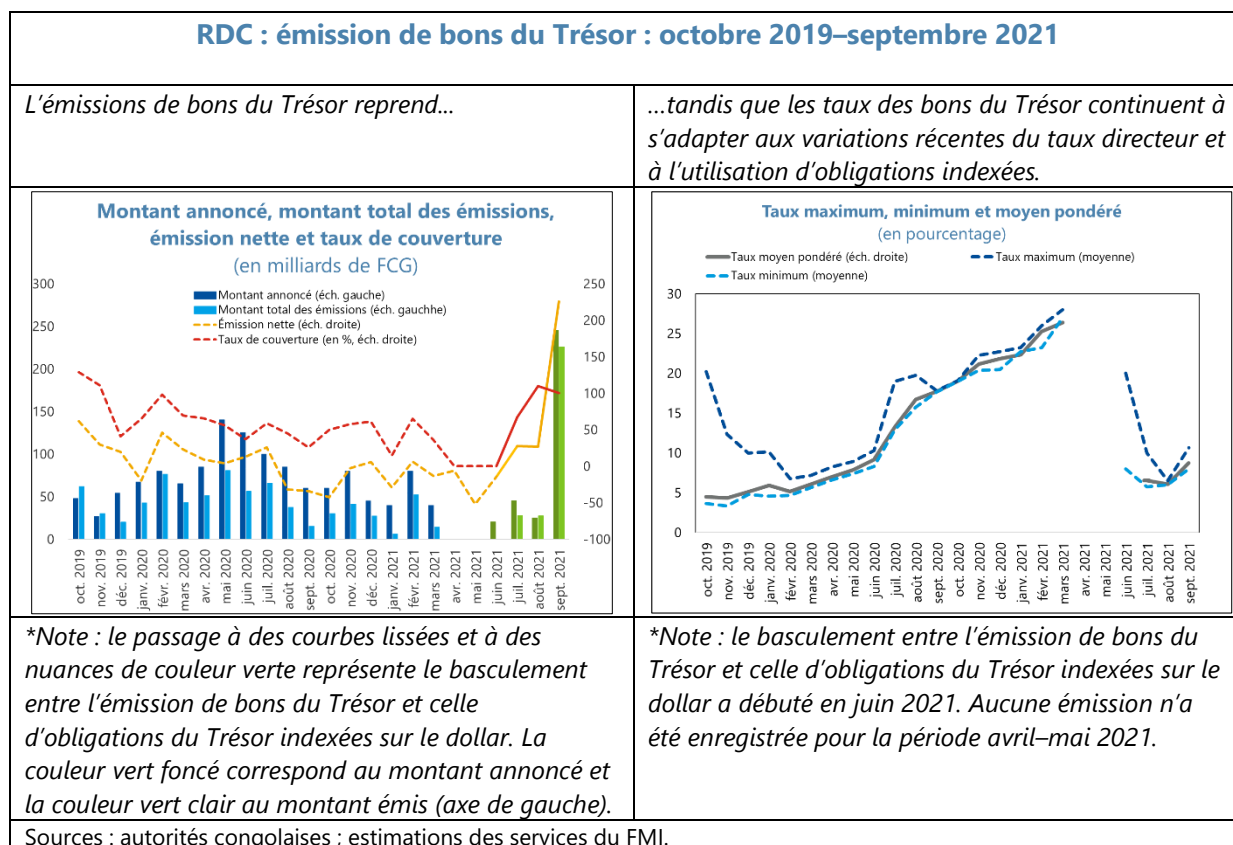 RDC : émission de bons du Trésor : octobre 2019–septembre 2021
L’émissions de bons du Trésor reprend...
...tandis que les taux des bons du Trésor continuent à
s’adapter aux variations récentes du taux directeur et
à l’utilisation d’obligations indexées.
Montant annoncé, montant total des émissions,
émission nette et taux de couverture
(en milliards de FCG)
Montant annoncé (éch. gauche)
Montant total des émissions (éch. gauchhe)
Émission nette (éch. droite)
Taux de couverture (en %, éch. droite)
300
250
200
150
100
50
0
250
200
150
100
50
0
-50
-100
oct. 2019
nov. 2019
déc. 2019
janv. 2020
févr. 2020
mars 2020
avr. 2020
mai 2020
juin 2020
juil. 2020
août 2020
sept. 2020
oct. 2020
nov. 2020
déc. 2020
janv. 2021
févr. 2021
mars 2021
avr. 2021
mai 2021
juin 2021
juil. 2021
août 2021
sept. 2021
Taux maximum, minimum et moyen pondéré
(en pourcentage)
Taux moyen pondéré (éch. droite)
Taux maximum (moyenne)
Taux minimum (moyenne)
30
25
20
15
10
5
0
oct. 2019
nov. 2019
déc. 2019
janv. 2020
févr. 2020
mars 2020
avr. 2020
mai 2020
juin 2020
juil. 2020
août 2020
sept. 2020
oct. 2020
nov. 2020
déc. 2020
janv. 2021
févr. 2021
mars 2021
avr. 2021
mai 2021
juin 2021
juil. 2021
août 2021
sept. 2021
*Note : le passage à des courbes lissées et à des
nuances de couleur verte représente le basculement
entre l’émission de bons du Trésor et celle
d’obligations du Trésor indexées sur le dollar. La
couleur vert foncé correspond au montant annoncé et
la couleur vert clair au montant émis (axe de gauche).
*Note : le basculement entre l’émission de bons du
Trésor et celle d’obligations du Trésor indexées sur le
dollar a débuté en juin 2021. Aucune émission n’a
été enregistrée pour la période avril–mai 2021.
Sources : autorités congolaises ; estimations des services du FMI.